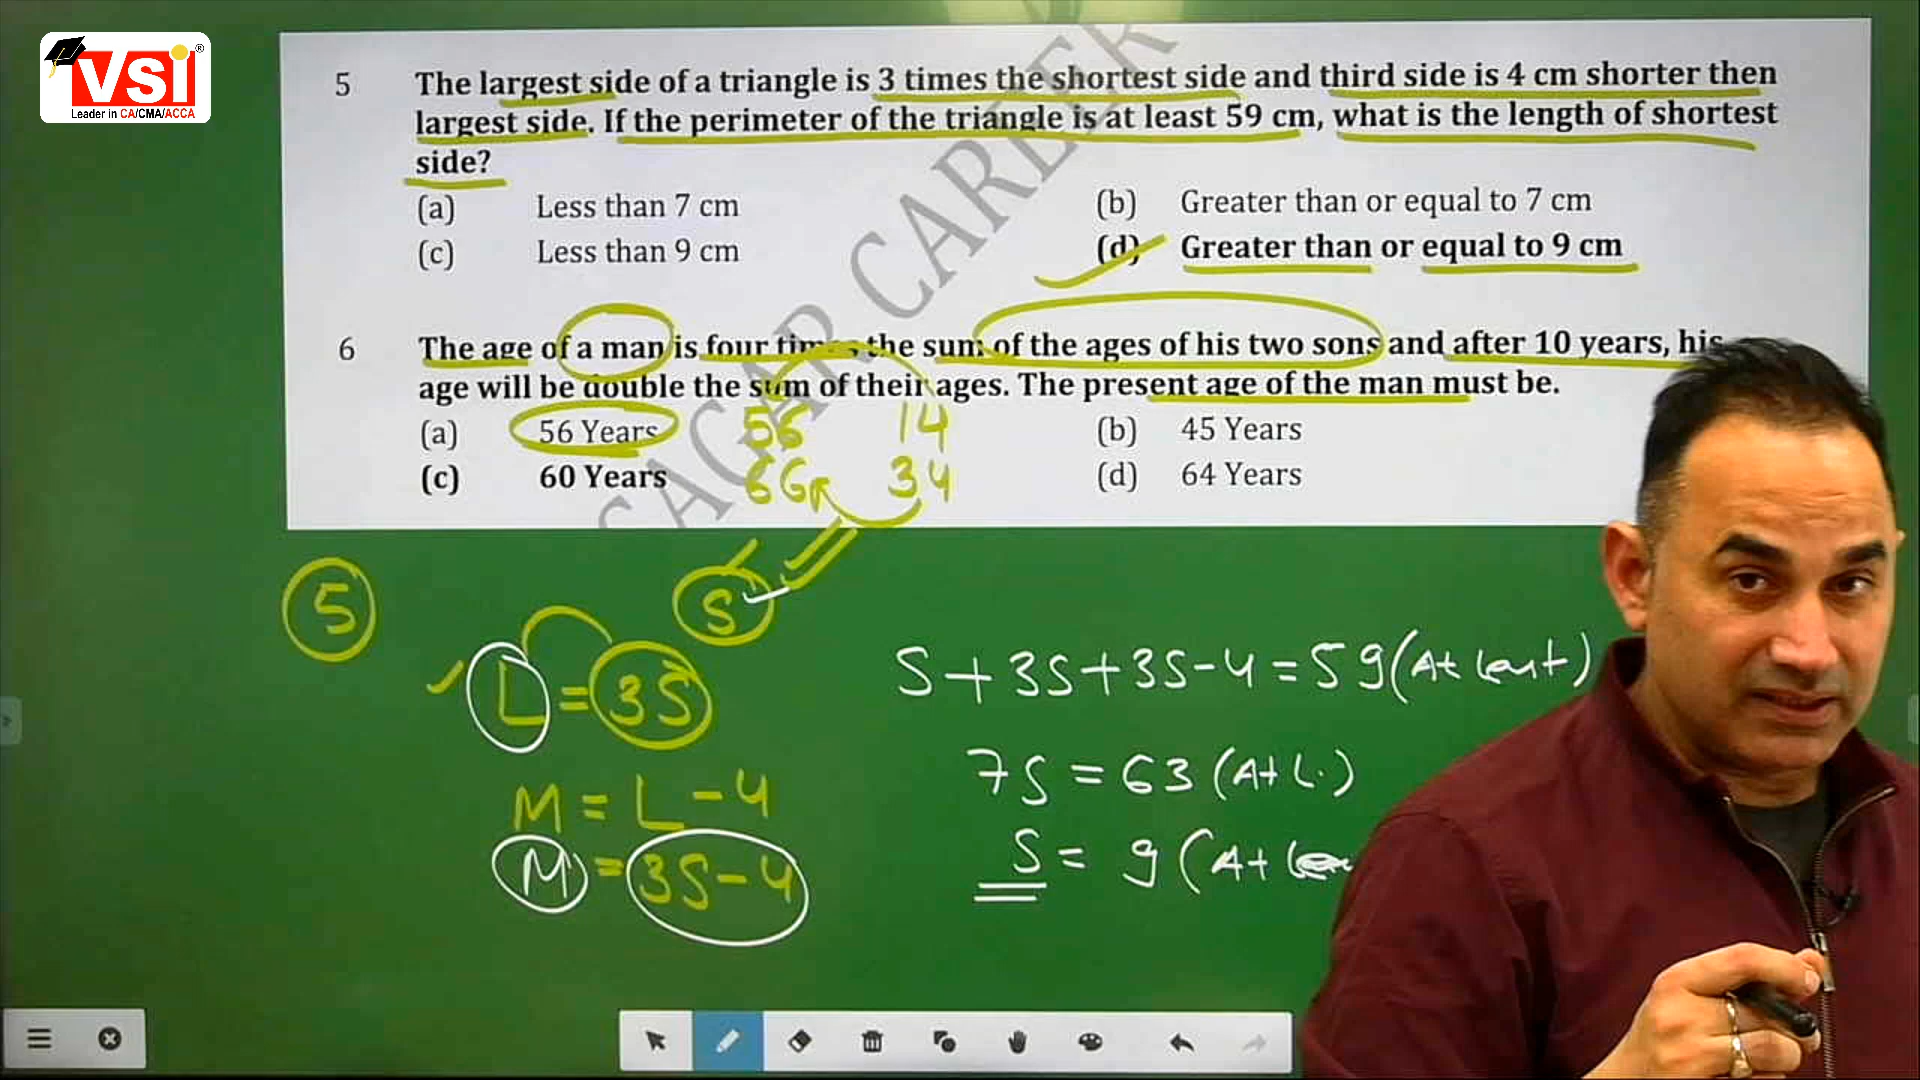 VSI®
Leader in CA/CMA/ACCA
5 The largest side of a triangle is 3 times the shortest side and third side is 4 cm shorter then
largest side. If the perimeter of the triangle is at least 59 cm, what is the length of shortest
side?
(a) Less than 7 cm (b) Greater than or equal to 7 cm
(c) Less than 9 cm (d) Greater than or equal to 9 cm
6 The age of a man is four times the sum of the ages of his two sons and after 10 years, his
age will be double the sum of their ages. The present age of the man must be.
(a) 56 Years (b) 45 Years
(c) 60 Years (d) 64 Years
56 14
66 34
SAGAR CAREER
5
S
L = 3S
M = L - 4
M = 3S - 4
S + 3S + 3S - 4 = 59 (At least)
7S = 63 (At L.)
S = 9 (At